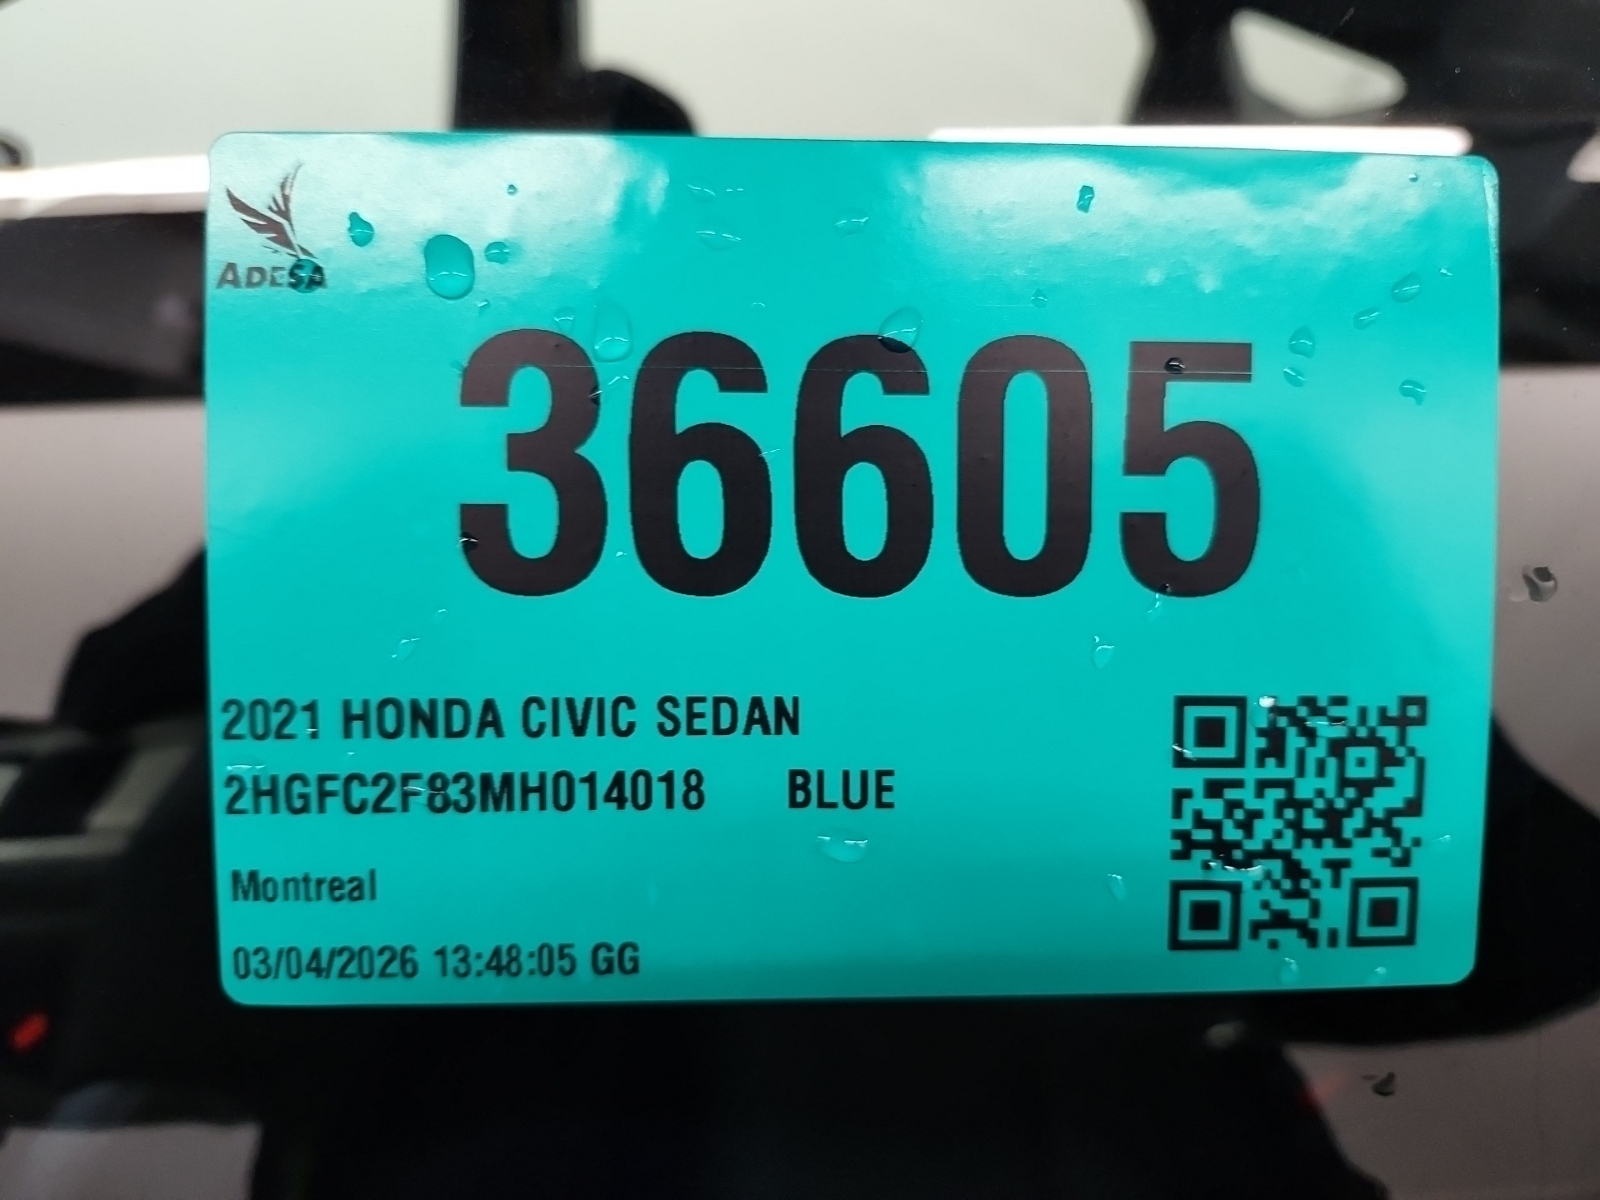 ADESA
36605
2021 HONDA CIVIC SEDAN
2HGFC2F83MH014018 BLUE
Montreal
03/04/2026 13:48:05 GG